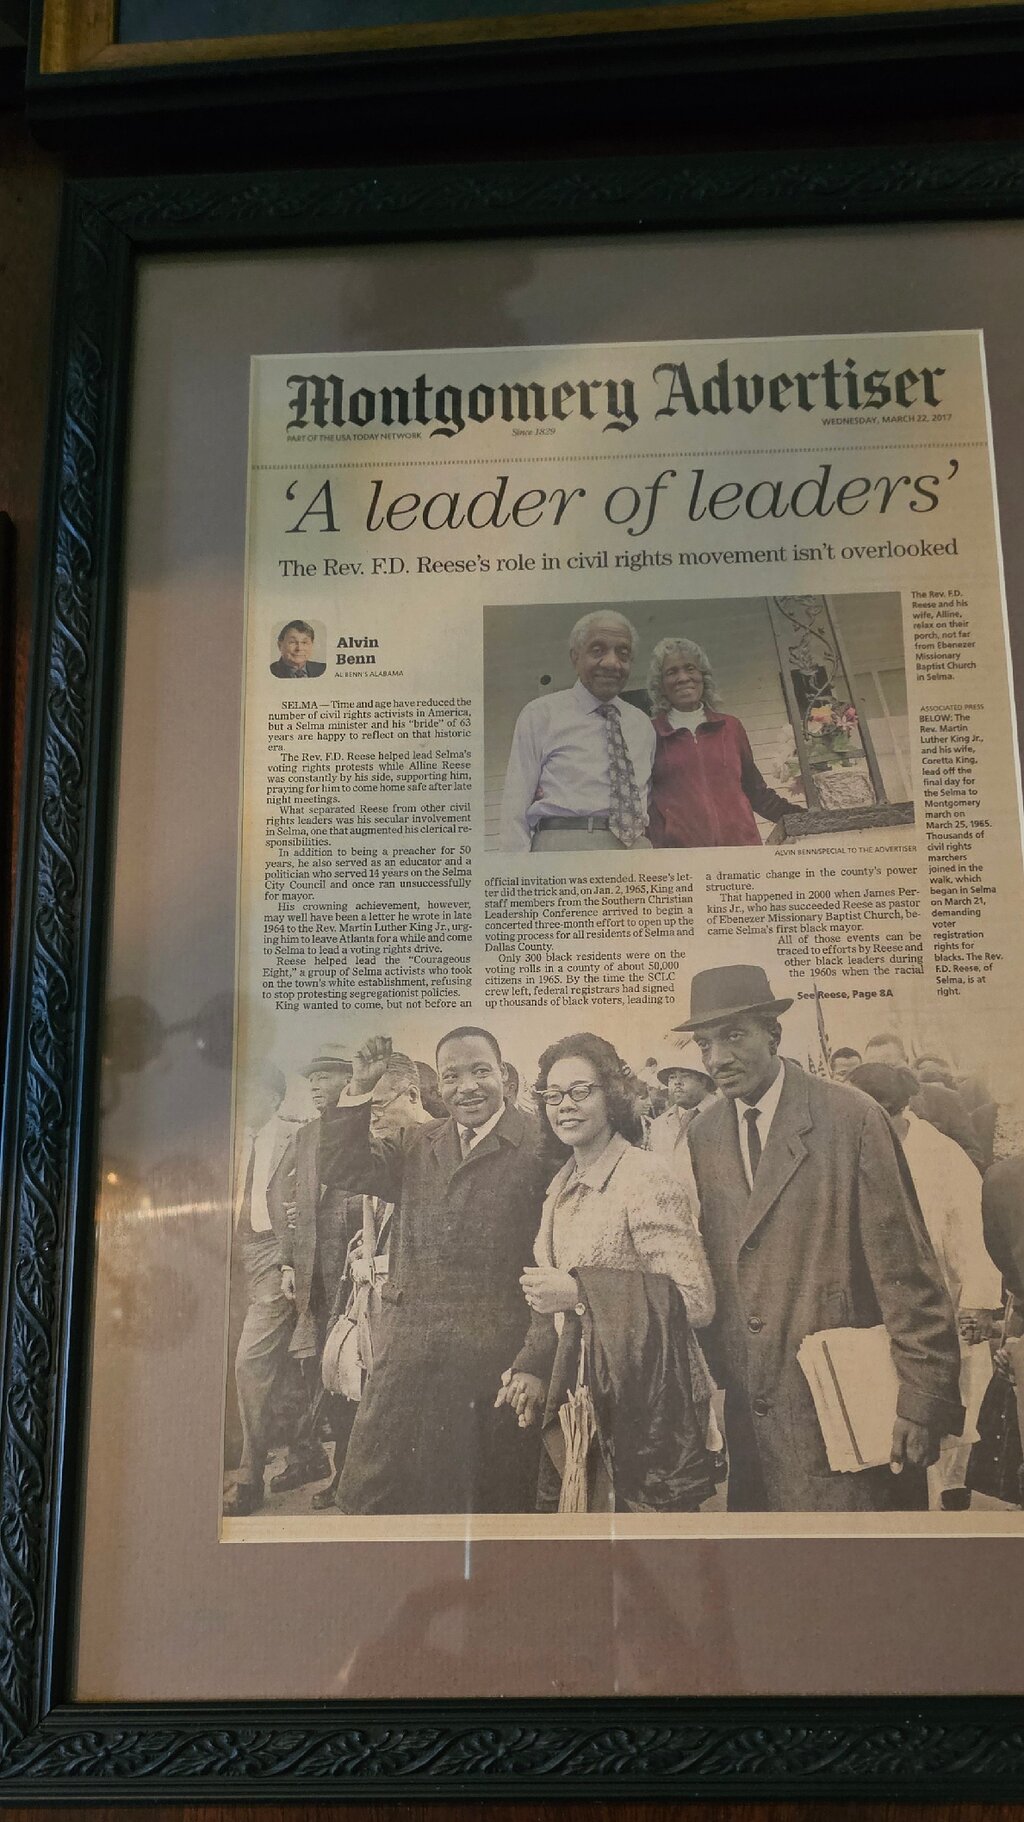 Montgomery Advertiser
PART OF THE USA TODAY NETWORK
Since 1829
WEDNESDAY, MARCH 22, 2017
‘A leader of leaders’
The Rev. F.D. Reese’s role in civil rights movement isn’t overlooked
Alvin
Benn
AL BENN'S ALABAMA
SELMA — Time and age have reduced the
number of civil rights activists in America,
but a Selma minister and his “bride” of 63
years are happy to reflect on that historic
era.
The Rev. F.D. Reese helped lead Selma’s
voting rights protests while Alline Reese
was constantly by his side, supporting him,
praying for him to come home safe after late
night meetings.
What separated Reese from other civil
rights leaders was his secular involvement
in Selma, one that augmented his clerical re-
sponsibilities.
In addition to being a preacher for 50
years, he also served as an educator and a
politician who served 14 years on the Selma
City Council and once ran unsuccessfully
for mayor.
His crowning achievement, however,
may well have been a letter he wrote in late
1964 to the Rev. Martin Luther King Jr., urg-
ing him to leave Atlanta for a while and come
to Selma to lead a voting rights drive.
Reese helped lead the “Courageous
Eight,” a group of Selma activists who took
on the town’s white establishment, refusing
to stop protesting segregationist policies.
King wanted to come, but not before an
official invitation was extended. Reese’s let-
ter did the trick and, on Jan. 2, 1965, King and
staff members from the Southern Christian
Leadership Conference arrived to begin a
concerted three-month effort to open up the
voting process for all residents of Selma and
Dallas County.
Only 300 black residents were on the
voting rolls in a county of about 50,000
citizens in 1965. By the time the SCLC
crew left, federal registrars had signed
up thousands of black voters, leading to
a dramatic change in the county’s power
structure.
That happened in 2000 when James Per-
kins Jr., who has succeeded Reese as pastor
of Ebenezer Missionary Baptist Church, be-
came Selma’s first black mayor.
All of those events can be
traced to efforts by Reese and
other black leaders during
the 1960s when the racial
See Reese, Page 8A
ALVIN BENN/SPECIAL TO THE ADVERTISER
The Rev. F.D.
Reese and his
wife, Alline,
relax on their
porch, not far
from Ebenezer
Missionary
Baptist Church
in Selma.
ASSOCIATED PRESS
BELOW: The
Rev. Martin
Luther King Jr.,
and his wife,
Coretta King,
lead off the
final day for
the Selma to
Montgomery
march on
March 25, 1965.
Thousands of
civil rights
marchers
joined in the
walk, which
began in Selma
on March 21,
demanding
voter
registration
rights for
blacks. The Rev.
F.D. Reese, of
Selma, is at
right.